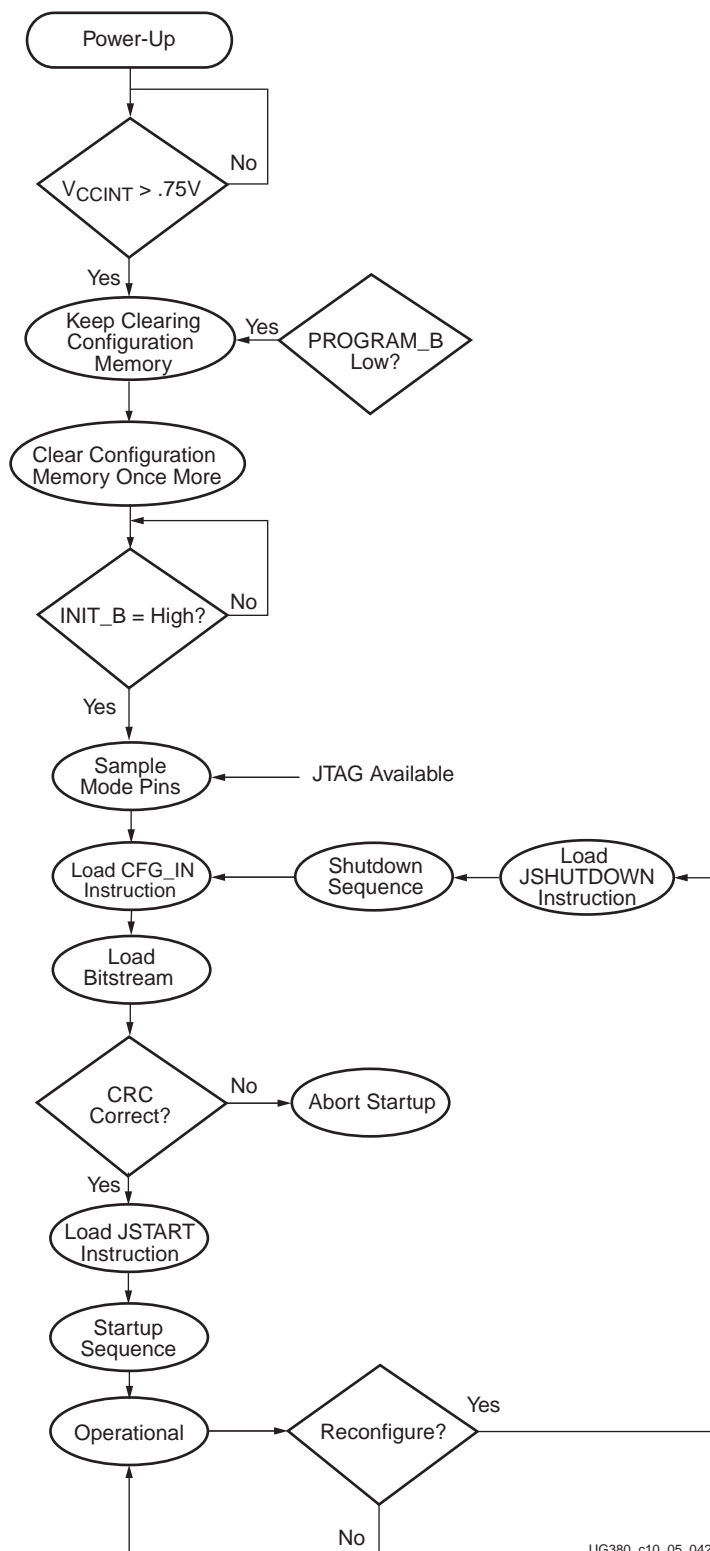 Power-Up
No
VCCINT > .75V
Yes
Keep Clearing
Configuration
Memory
Yes
PROGRAM_B
Low?
Clear Configuration
Memory Once More
INIT_B = High?
No
Yes
Sample
Mode Pins
JTAG Available
Load CFG_IN
Instruction
Shutdown
Sequence
Load
JSHUTDOWN
Instruction
Load
Bitstream
CRC
Correct?
No
Abort Startup
Yes
Load JSTART
Instruction
Startup
Sequence
Operational
Reconfigure?
Yes
No
UG380_c10_05_042